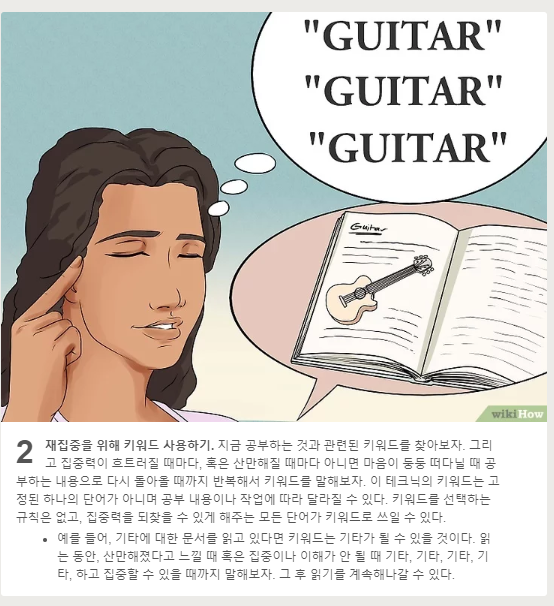 "GUITAR"
"GUITAR"
"GUITAR"
Guitar
wikiHow
2 재집중을 위해 키워드 사용하기. 지금 공부하는 것과 관련된 키워드를 찾아보자. 그리
고 집중력이 흐트러질 때마다, 혹은 산만해질 때마다 아니면 마음이 둥둥 떠다닐 때 공
부하는 내용으로 다시 돌아올 때까지 반복해서 키워드를 말해보자. 이 테크닉의 키워드는 고
정된 하나의 단어가 아니며 공부 내용이나 작업에 따라 달라질 수 있다. 키워드를 선택하는
규칙은 없고, 집중력을 되찾을 수 있게 해주는 모든 단어가 키워드로 쓰일 수 있다.
• 예를 들어, 기타에 대한 문서를 읽고 있다면 키워드는 기타가 될 수 있을 것이다. 읽
는 동안, 산만해졌다고 느낄 때 혹은 집중이나 이해가 안 될 때 기타, 기타, 기타, 기
타, 하고 집중할 수 있을 때까지 말해보자. 그 후 읽기를 계속해나갈 수 있다.